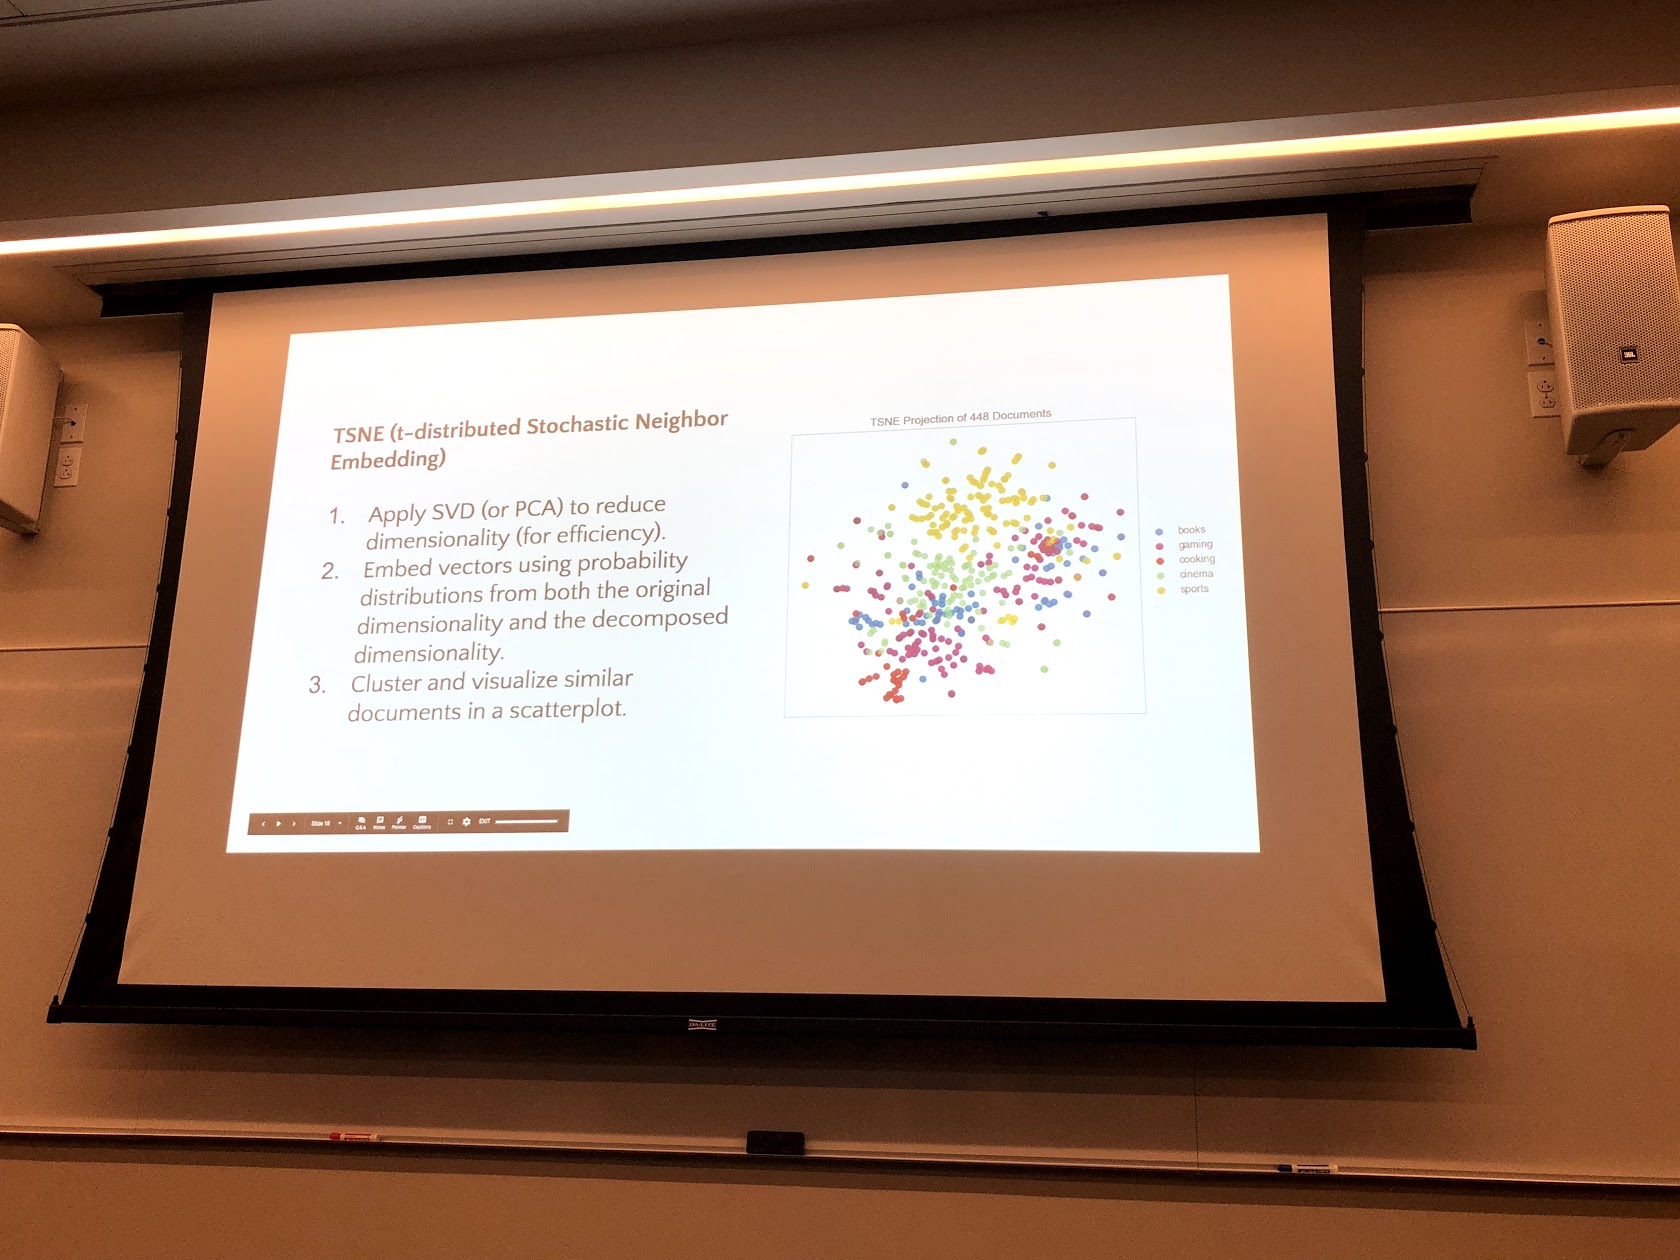 TSNE (t-distributed Stochastic Neighbor
Embedding)
1. Apply SVD (or PCA) to reduce
dimensionality (for efficiency).
2. Embed vectors using probability
distributions from both the original
dimensionality and the decomposed
dimensionality.
3. Cluster and visualize similar
documents in a scatterplot.
TSNE Projection of 448 Documents
books
gaming
cooking
cinema
sports
Slide 18
Q&A Notes Pointer Captions
EXIT
DA-LITE
JBL